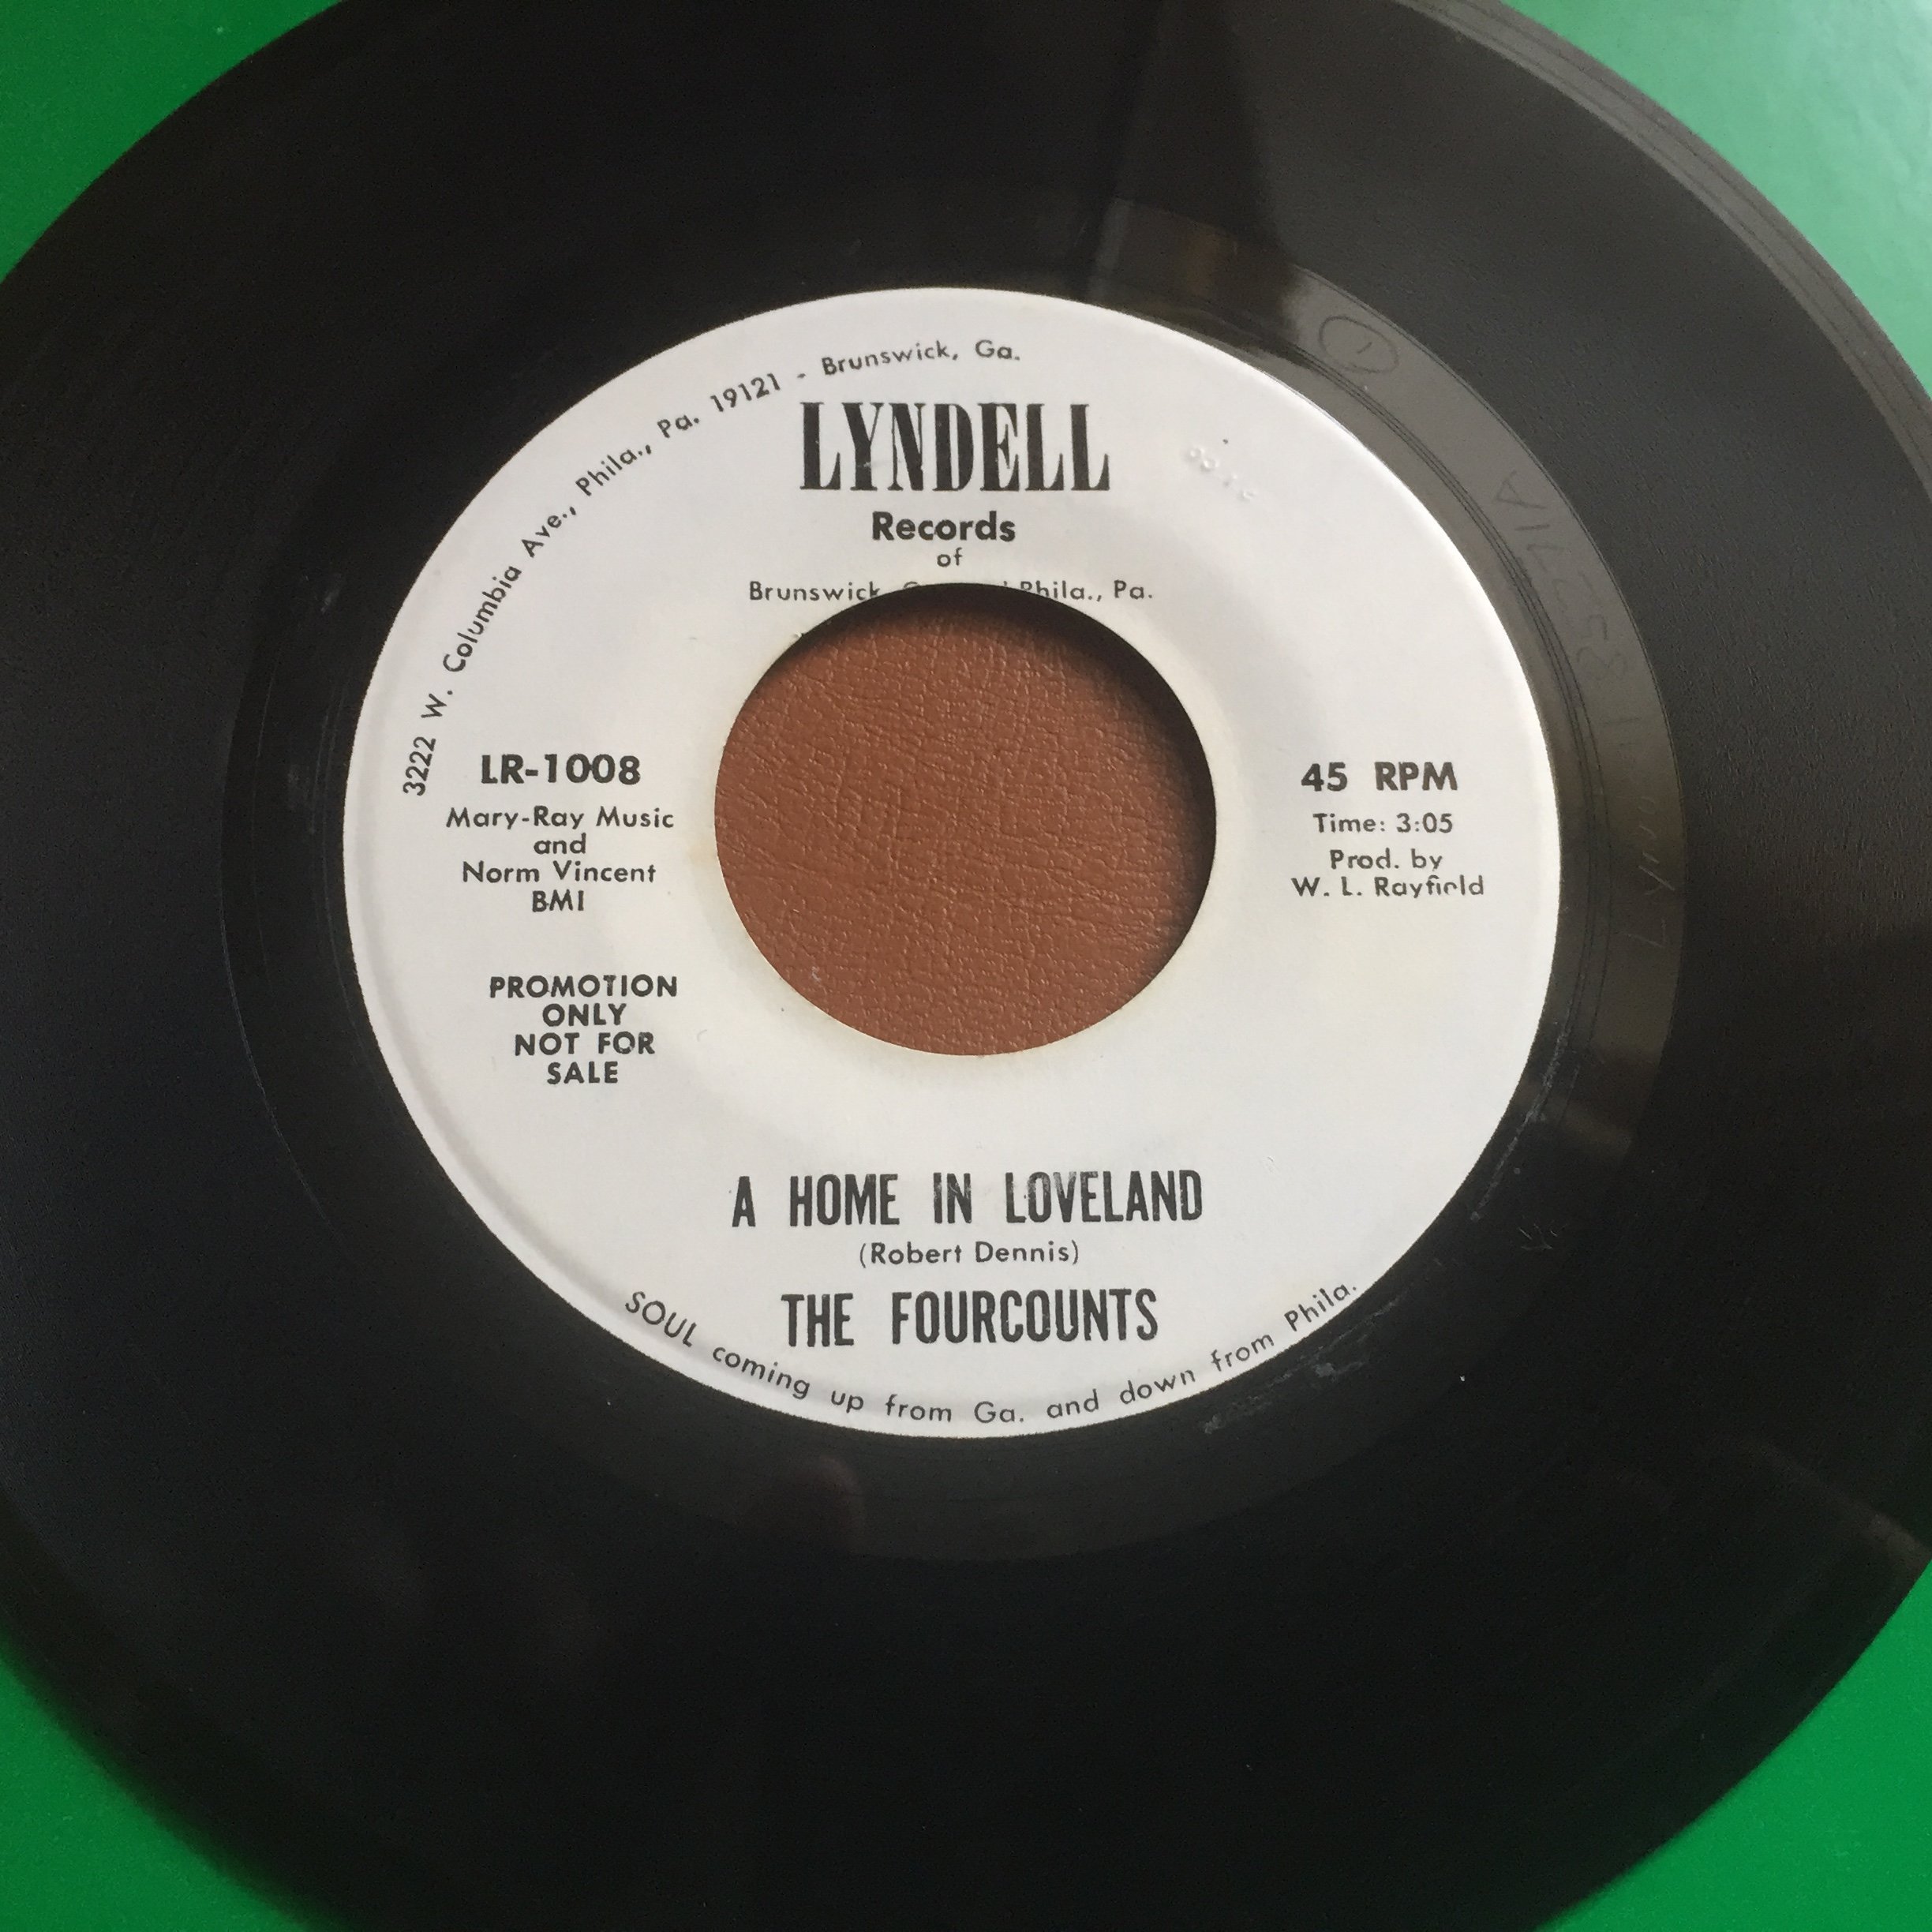 3222 W. Columbia Ave., Phila., Pa. 19121 - Brunswick, Ga.
LYNDELL
Records
of
Brunswick Phila., Pa.
LR-1008
Mary-Ray Music
and
Norm Vincent
BMI
45 RPM
Time: 3:05
Prod. by
W. L. Rayfield
PROMOTION
ONLY
NOT FOR
SALE
A HOME IN LOVELAND
(Robert Dennis)
THE FOURCOUNTS
SOUL coming up from Ga. and down from Phila.